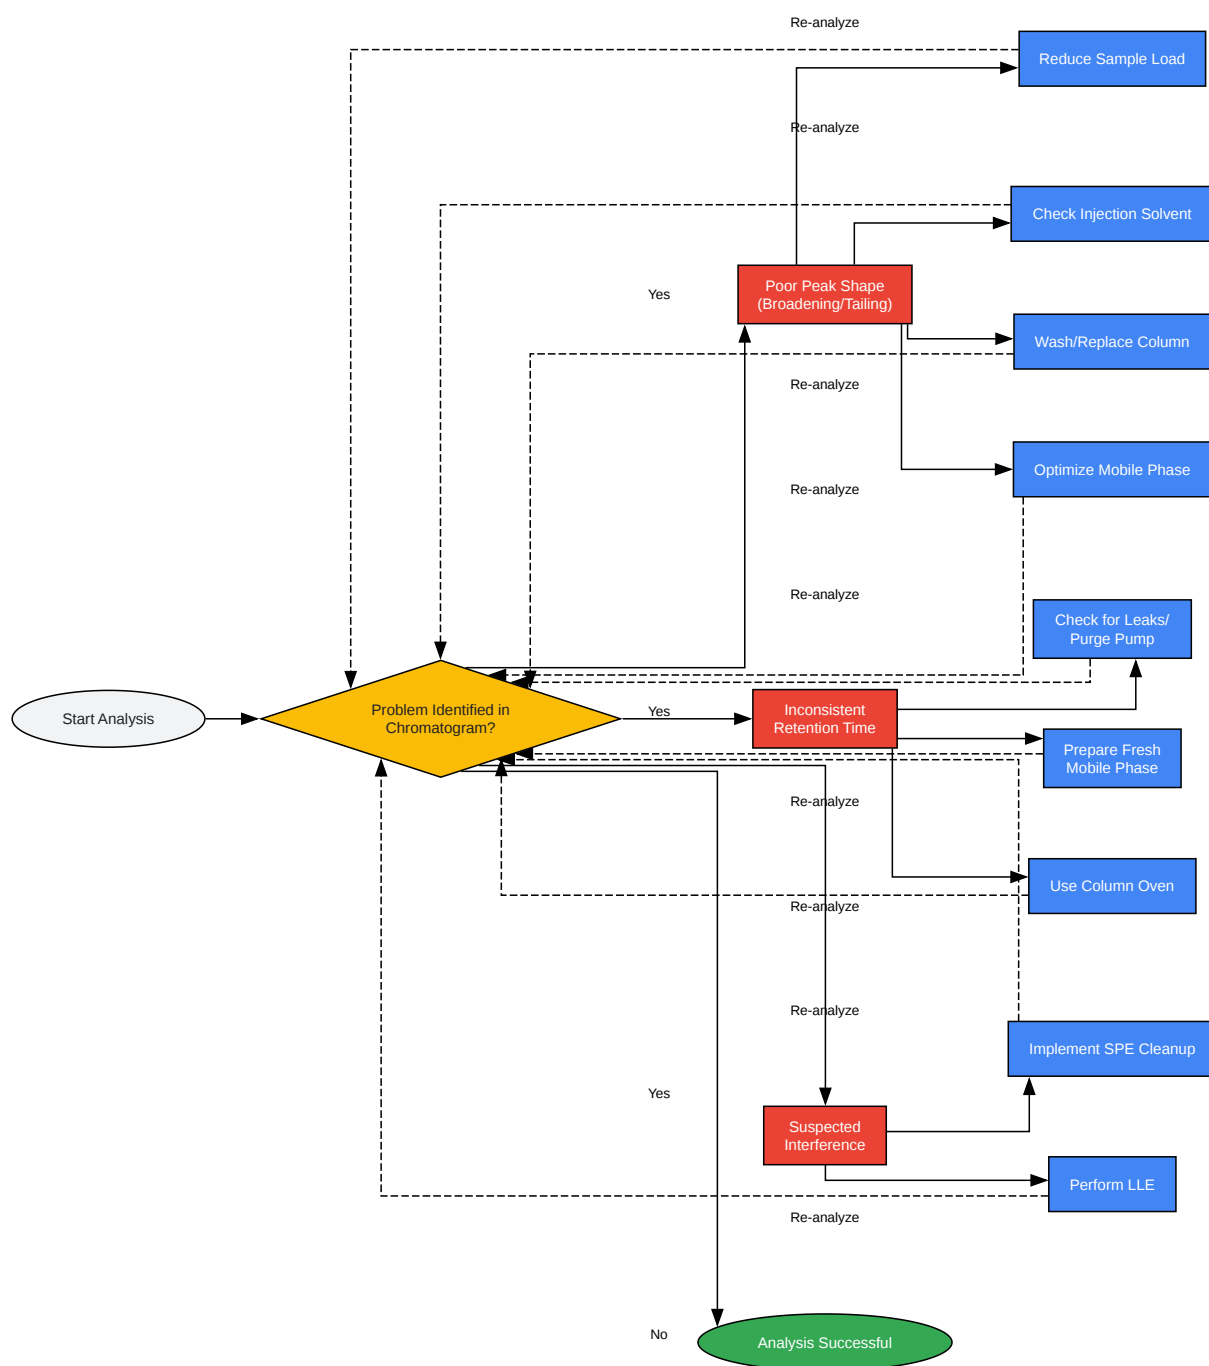 Re-analyze
Reduce Sample Load
Re-analyze
Check Injection Solvent
Yes
Poor Peak Shape
(Broadening/Tailing)
Wash/Replace Column
Re-analyze
Optimize Mobile Phase
Re-analyze
Re-analyze
Check for Leaks/
Purge Pump
Start Analysis
Problem Identified in
Chromatogram?
Yes
Inconsistent
Retention Time
Prepare Fresh
Mobile Phase
Re-analyze
Use Column Oven
Re-analyze
Re-analyze
Implement SPE Cleanup
Yes
Suspected
Interference
Perform LLE
Re-analyze
No
Analysis Successful